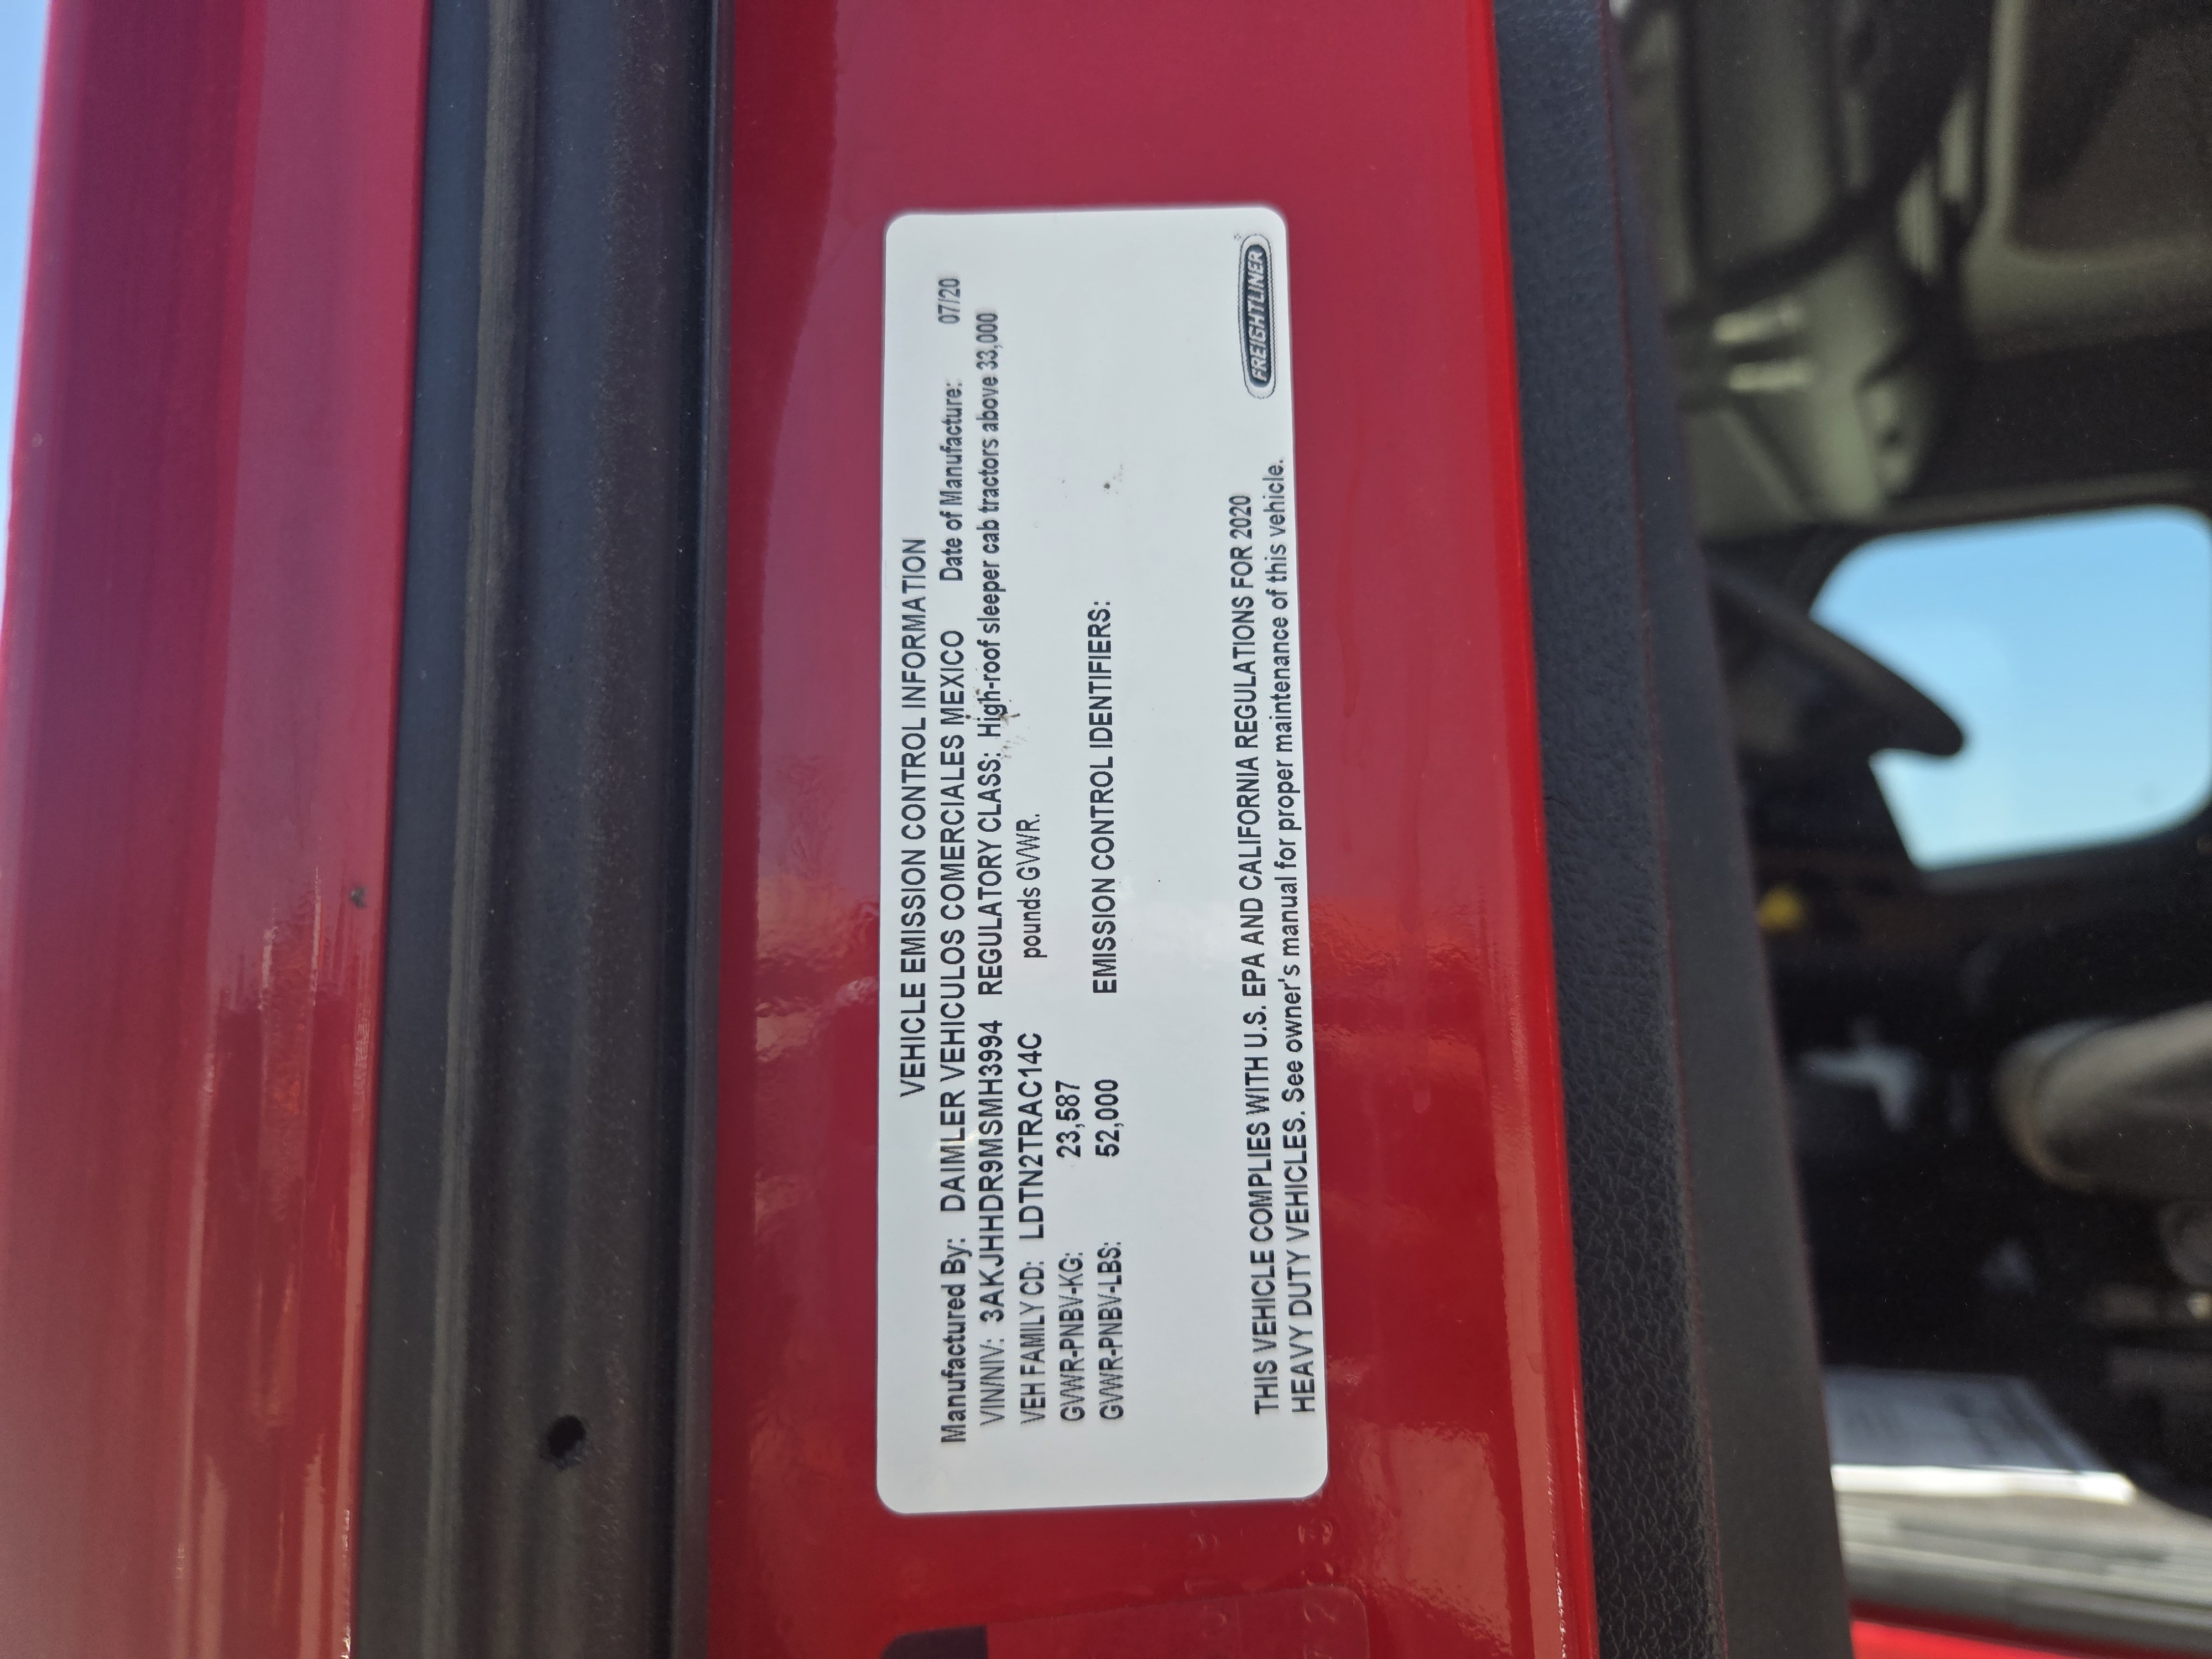 VEHICLE EMISSION CONTROL INFORMATION
Manufactured By: DAIMLER VEHICULOS COMERCIALES MEXICO Date of Manufacture: 07/20
VIN/NIV: 3AKJHHDR9MSMH3994 REGULATORY CLASS: High-roof sleeper cab tractors above 33,000
VEH FAMILY CD: LDTN2TRAC14C pounds GVWR.
GVWR-PNBV-KG: 23,587
GVWR-PNBV-LBS: 52,000 EMISSION CONTROL IDENTIFIERS:
THIS VEHICLE COMPLIES WITH U.S. EPA AND CALIFORNIA REGULATIONS FOR 2020
HEAVY DUTY VEHICLES. See owner's manual for proper maintenance of this vehicle.
FREIGHTLINER